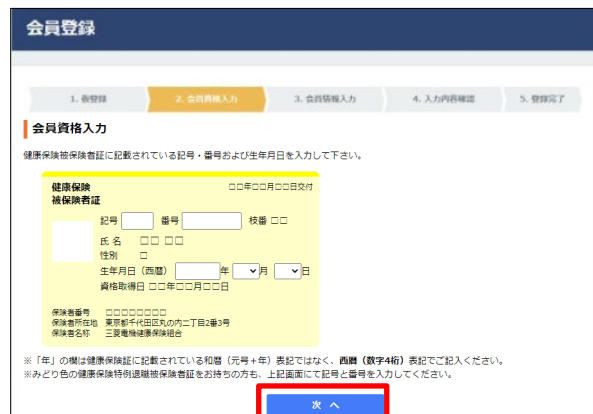 会員登録
1. 仮登録
2. 会員資格入力
3. 会員情報入力
4. 入力内容確認
5. 登録完了
会員資格入力
健康保険被保険者証に記載されている記号・番号および生年月日を入力して下さい。
健康保険 □□年□□月□□日交付
被保険者証
記号 番号 枝番 □□
氏名 □□ □□
性別 □
生年月日（西暦） 年 月 日
資格取得日 □□年□□月□□日
保険者番号 □□□□□□□□
保険者所在地 東京都千代田区丸の内二丁目2番3号
保険者名称 三菱電機健康保険組合
※「年」の欄は健康保険証に記載されている和暦（元号+年）表記ではなく、西暦（数字4桁）表記でご記入ください。
※みどり色の健康保険特例退職被保険者証をお持ちの方も、上記画面にて記号と番号を入力してください。
次 へ